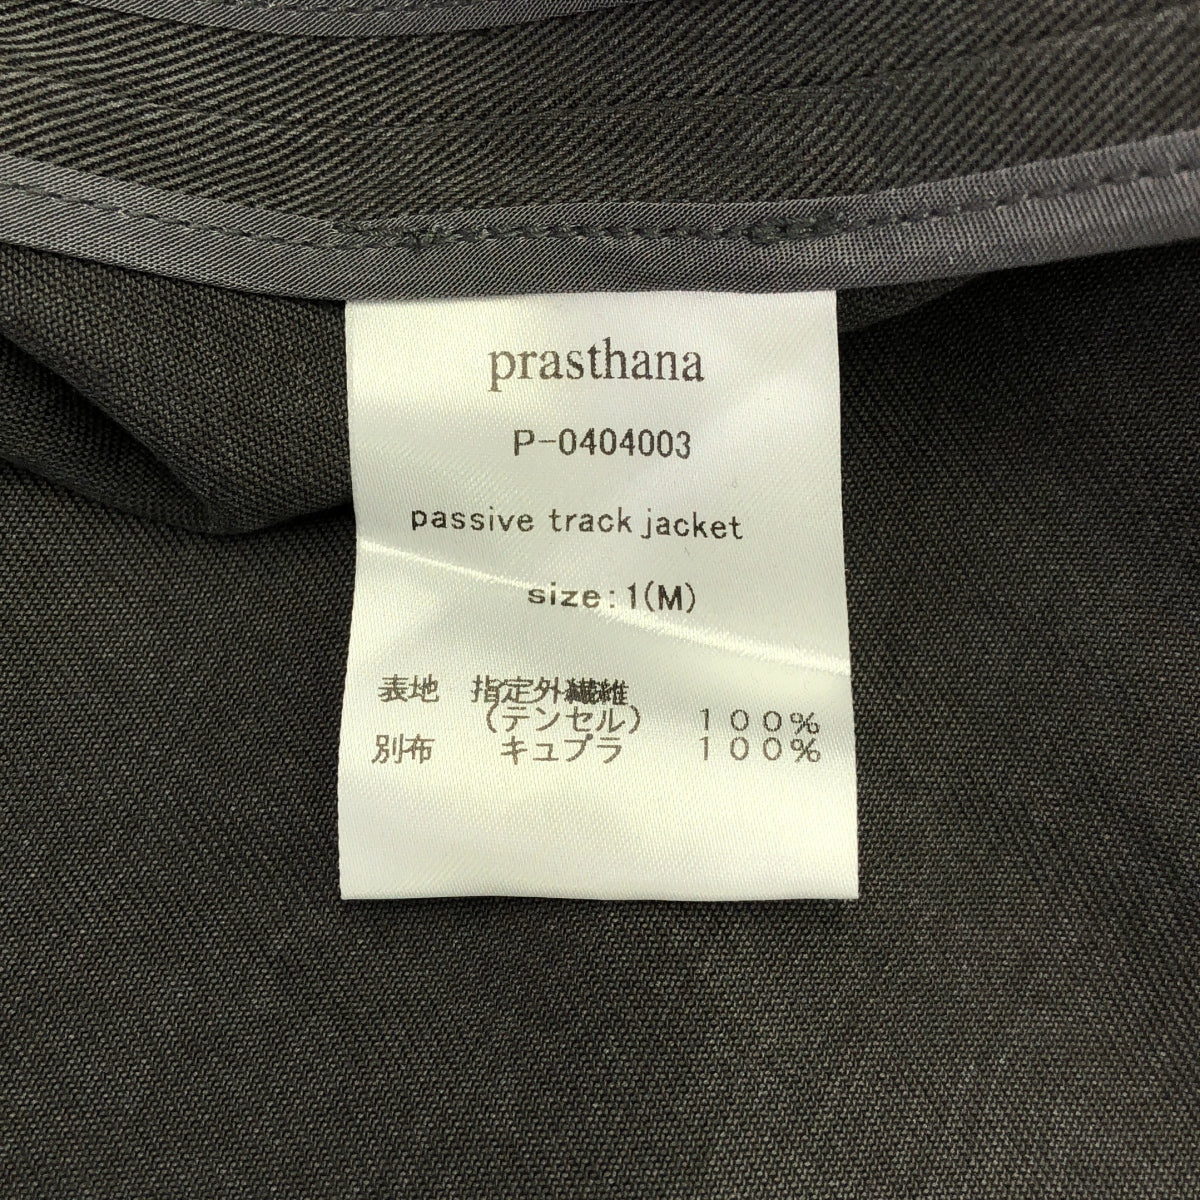 prasthana
P-0404003
passive track jacket
size:1(M)
表地 指定外繊維
(テンセル) 100%
別布 キュプラ 100%